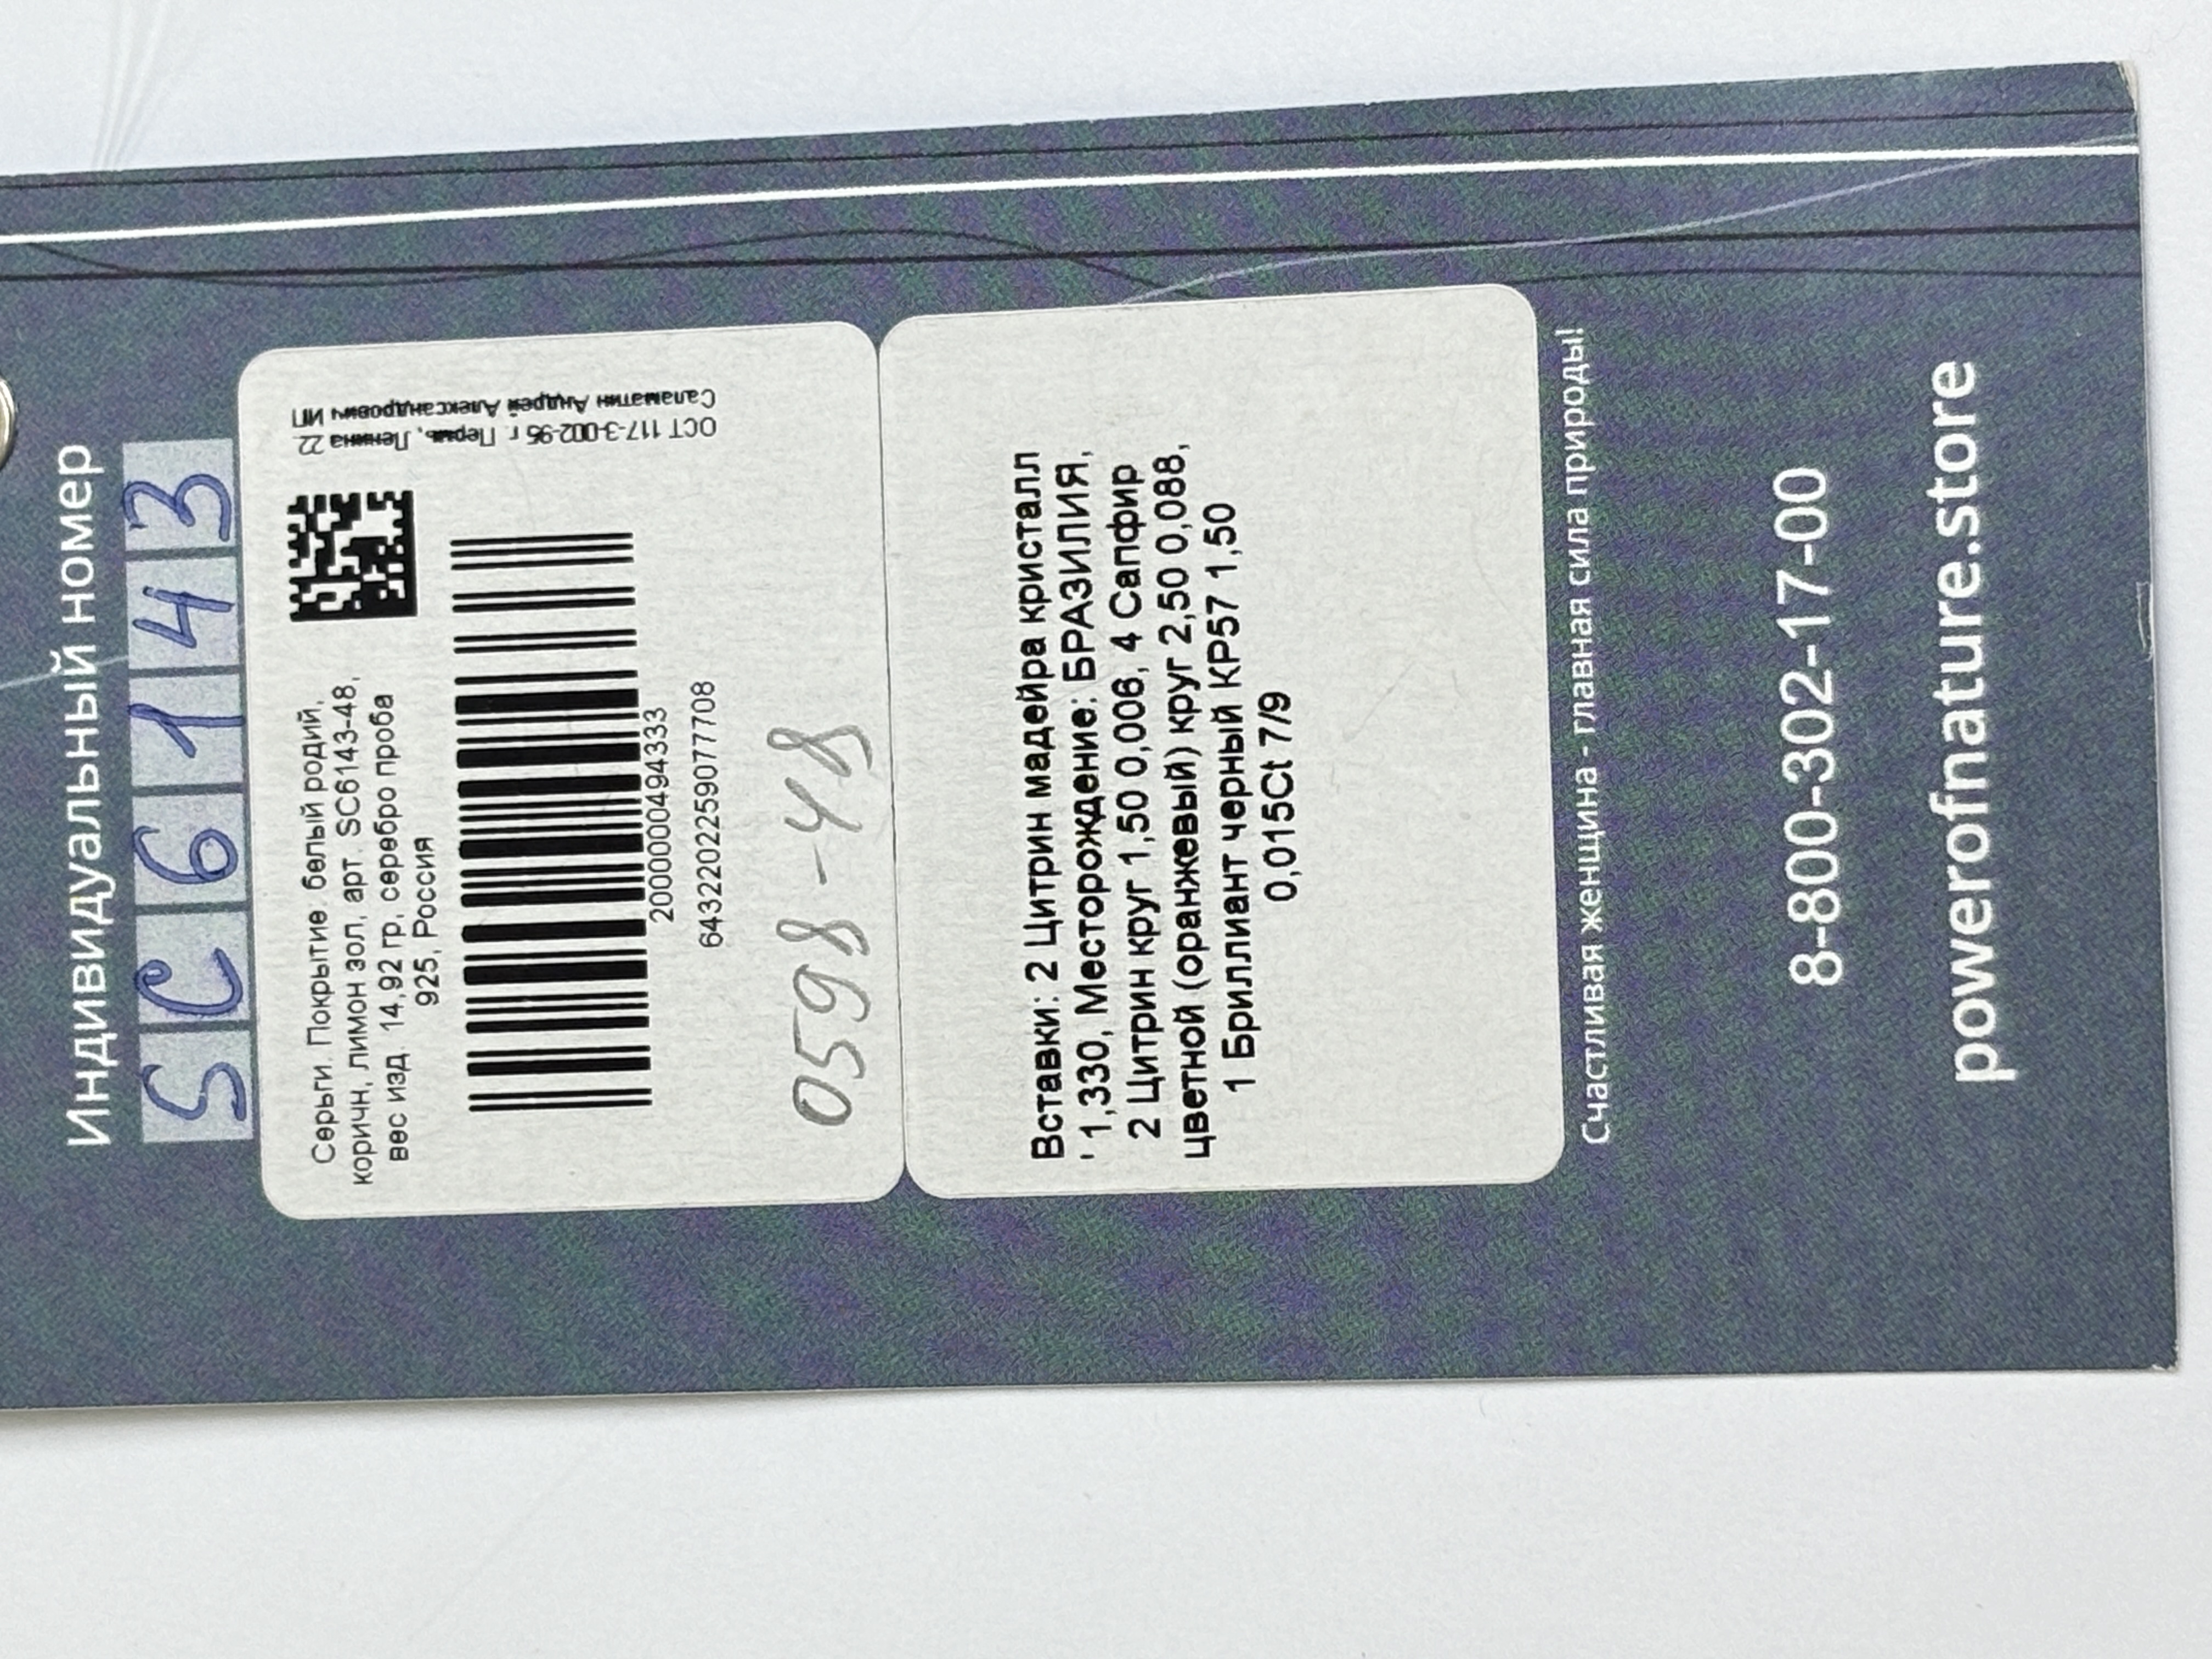 Индивидуальный номер
SC6143
Серьги. Покрытие: белый родий,
коричн, лимон зол, арт. SC6143-48,
вес изд. 14,92 гр, серебро проба
925, Россия
2000000494333
6432202225907​77708
0598-48
ОСТ 117-3-002-95 г. Пермь, Ленина 22
Саламатин Андрей Александрович ИП
Вставки: 2 Цитрин мадейра кристалл
' 1,330, Месторождение: БРАЗИЛИЯ,
2 Цитрин круг 1,50 0,006, 4 Сапфир
цветной (оранжевый) круг 2,50 0,088,
1 Бриллиант черный КР57 1,50
0,015Ct 7/9
Счастливая женщина - главная сила природы!
8-800-302-17-00
powerofnature.store